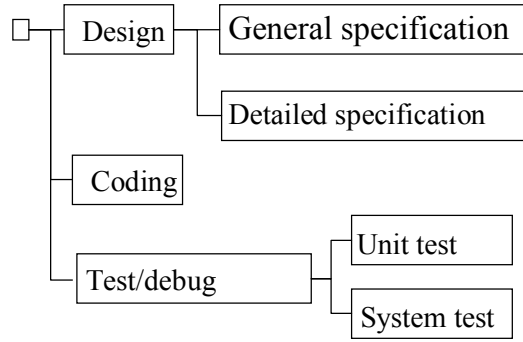 Design
General specification
Detailed specification
Coding
Test/debug
Unit test
System test